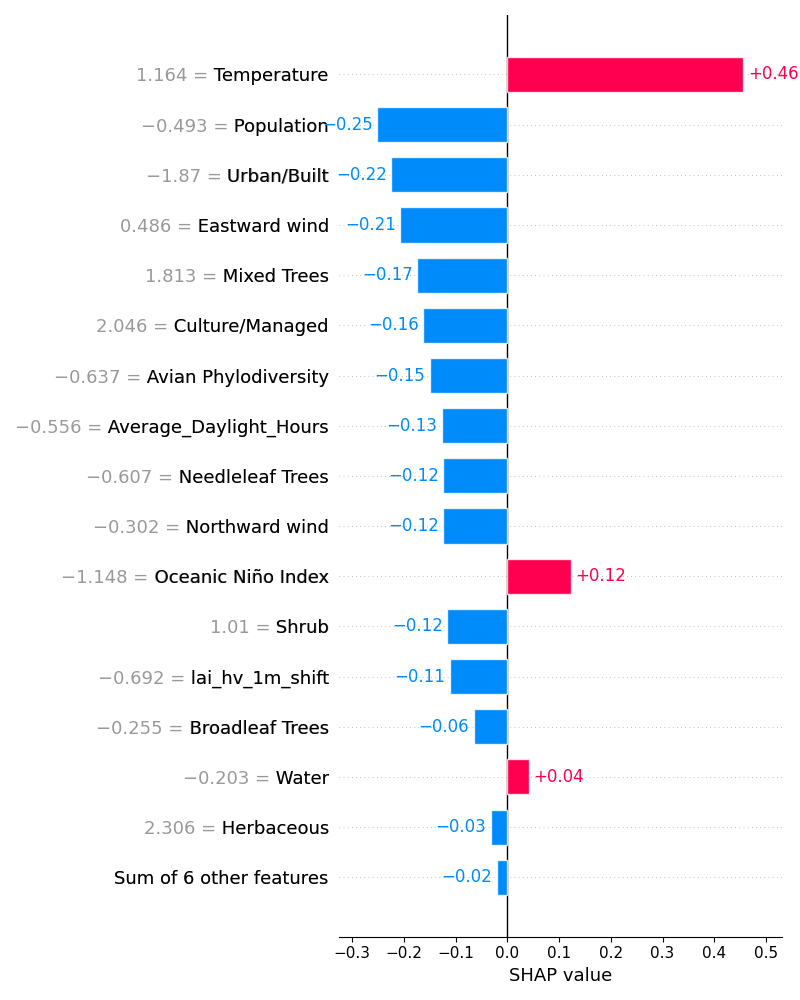 1.164 = Temperature +0.46
−0.493 = Population −0.25
−1.87 = Urban/Built −0.22
0.486 = Eastward wind −0.21
1.813 = Mixed Trees −0.17
2.046 = Culture/Managed −0.16
−0.637 = Avian Phylodiversity −0.15
−0.556 = Average_Daylight_Hours −0.13
−0.607 = Needleleaf Trees −0.12
−0.302 = Northward wind −0.12
−1.148 = Oceanic Niño Index +0.12
1.01 = Shrub −0.12
−0.692 = lai_hv_1m_shift −0.11
−0.255 = Broadleaf Trees −0.06
−0.203 = Water +0.04
2.306 = Herbaceous −0.03
Sum of 6 other features −0.02
−0.3 −0.2 −0.1 0.0 0.1 0.2 0.3 0.4 0.5
SHAP value